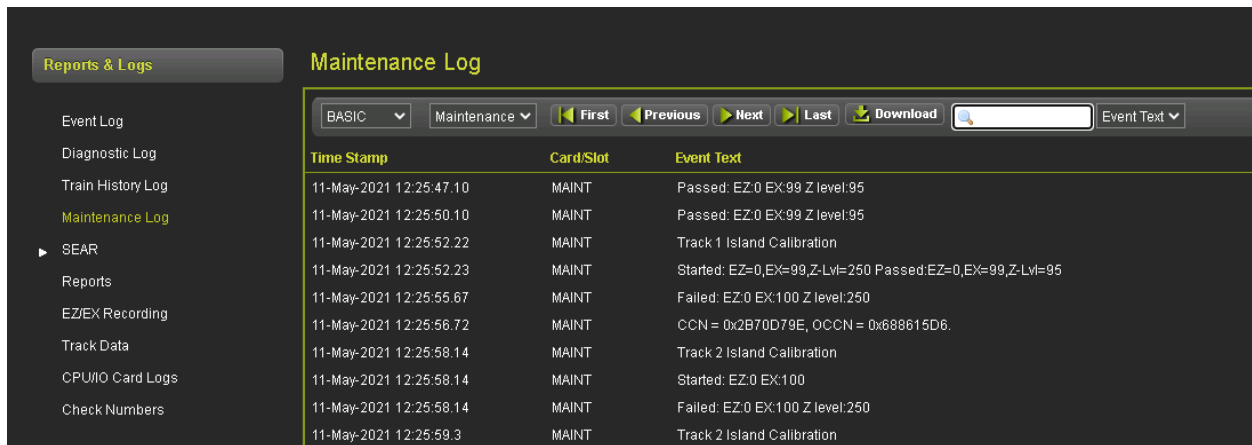 Reports & Logs
Event Log
Diagnostic Log
Train History Log
Maintenance Log
SEAR
Reports
EZ/EX Recording
Track Data
CPU/IO Card Logs
Check Numbers
Maintenance Log
BASIC Maintenance First Previous Next Last Download Event Text
Time Stamp Card/Slot Event Text
11-May-2021 12:25:47.10 MAINT Passed: EZ:0 EX:99 Z level:95
11-May-2021 12:25:50.10 MAINT Passed: EZ:0 EX:99 Z level:95
11-May-2021 12:25:52.22 MAINT Track 1 Island Calibration
11-May-2021 12:25:52.23 MAINT Started: EZ=0,EX=99,Z-Lvl=250 Passed:EZ=0,EX=99,Z-Lvl=95
11-May-2021 12:25:55.67 MAINT Failed: EZ:0 EX:100 Z level:250
11-May-2021 12:25:56.72 MAINT CCN = 0x2B70D79E, OCCN = 0x688615D6.
11-May-2021 12:25:58.14 MAINT Track 2 Island Calibration
11-May-2021 12:25:58.14 MAINT Started: EZ:0 EX:100
11-May-2021 12:25:58.14 MAINT Failed: EZ:0 EX:100 Z level:250
11-May-2021 12:25:59.3 MAINT Track 2 Island Calibration